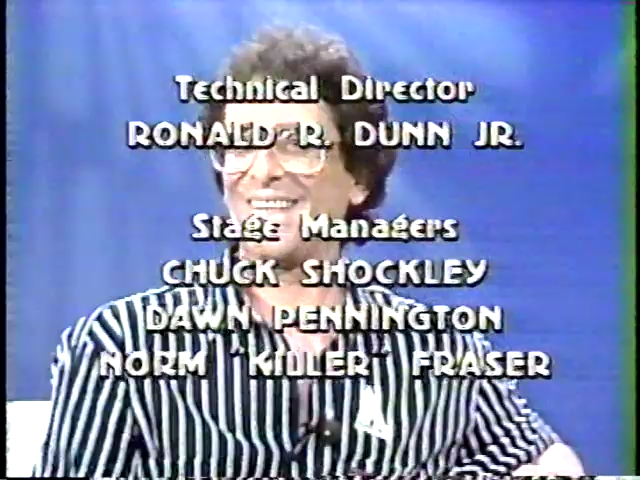 Technical Director
RONALD R. DUNN JR.
Stage Managers
CHUCK SHOCKLEY
DAWN PENNINGTON
NORM "KILLER" FRASER